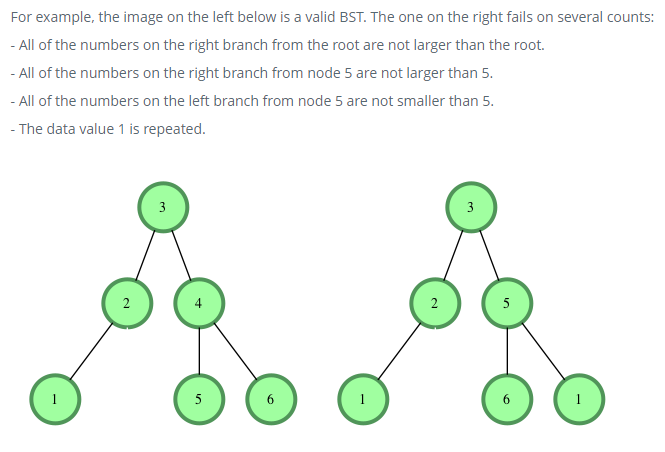 For example, the image on the left below is a valid BST. The one on the right fails on several counts:
- All of the numbers on the right branch from the root are not larger than the root.
- All of the numbers on the right branch from node 5 are not larger than 5.
- All of the numbers on the left branch from node 5 are not smaller than 5.
- The data value 1 is repeated.
3 3
2 4 2 5
1 5 6 1 6 1